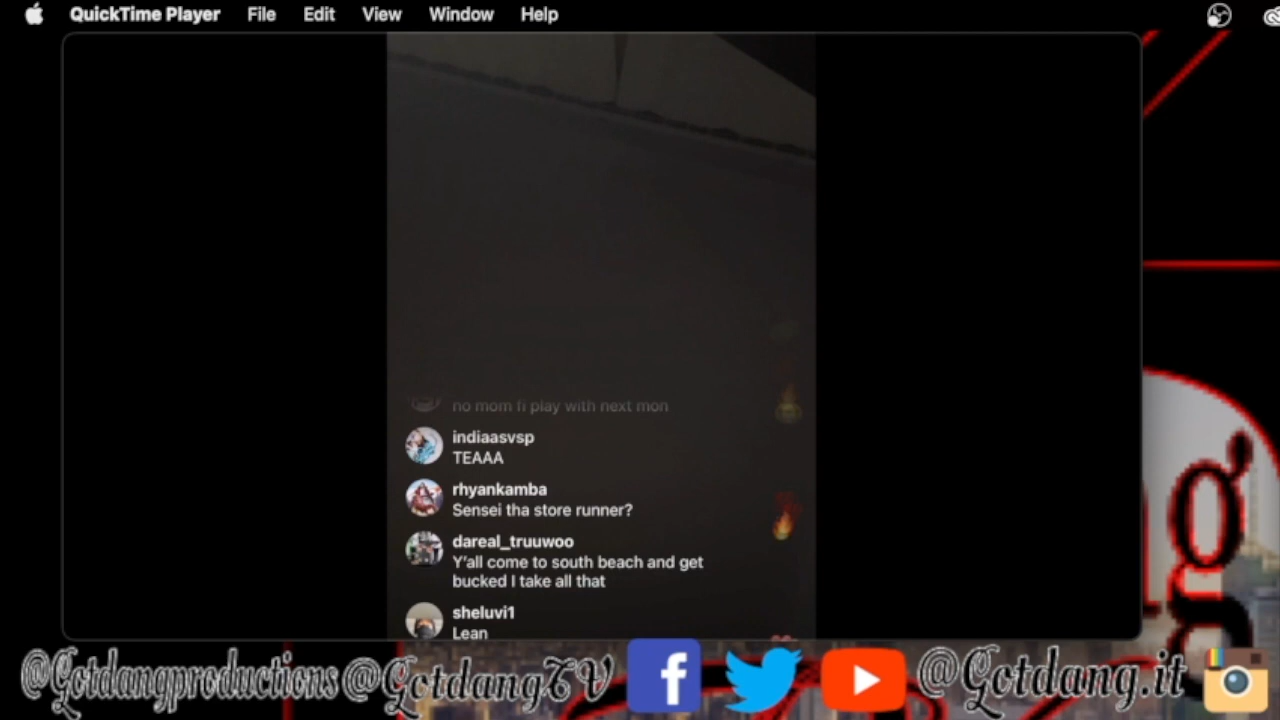 QuickTime Player File Edit View Window Help
no mom fi play with next mon
indiaasvsp
TEAAA
rhyankamba
Sensei tha store runner?
dareal_truuwoo
Y'all come to south beach and get
bucked I take all that
sheluvi1
Lean
g
@Gotdangproductions @GotdangTV @Gotdang.it